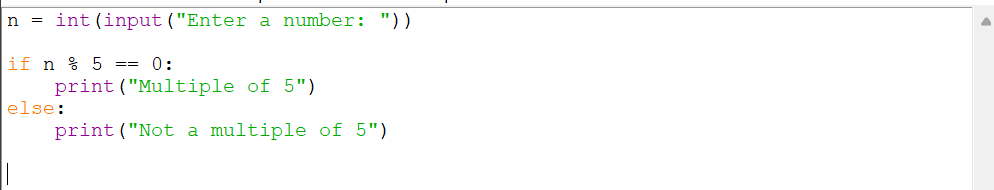 n = int(input("Enter a number: "))
if n % 5 == 0:
    print("Multiple of 5")
else:
    print("Not a multiple of 5")